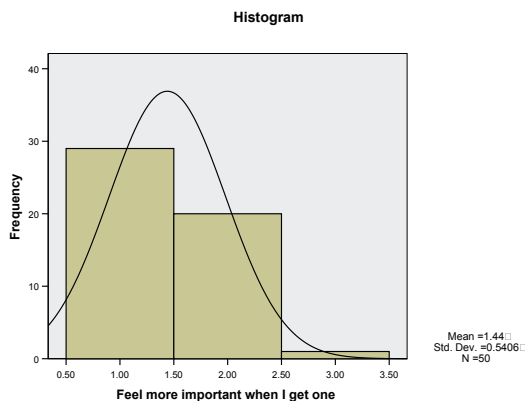 Histogram
40
30
20
10
0
Frequency
0.50 1.00 1.50 2.00 2.50 3.00 3.50
Feel more important when I get one
Mean =1.44□
Std. Dev. =0.5406□
N =50